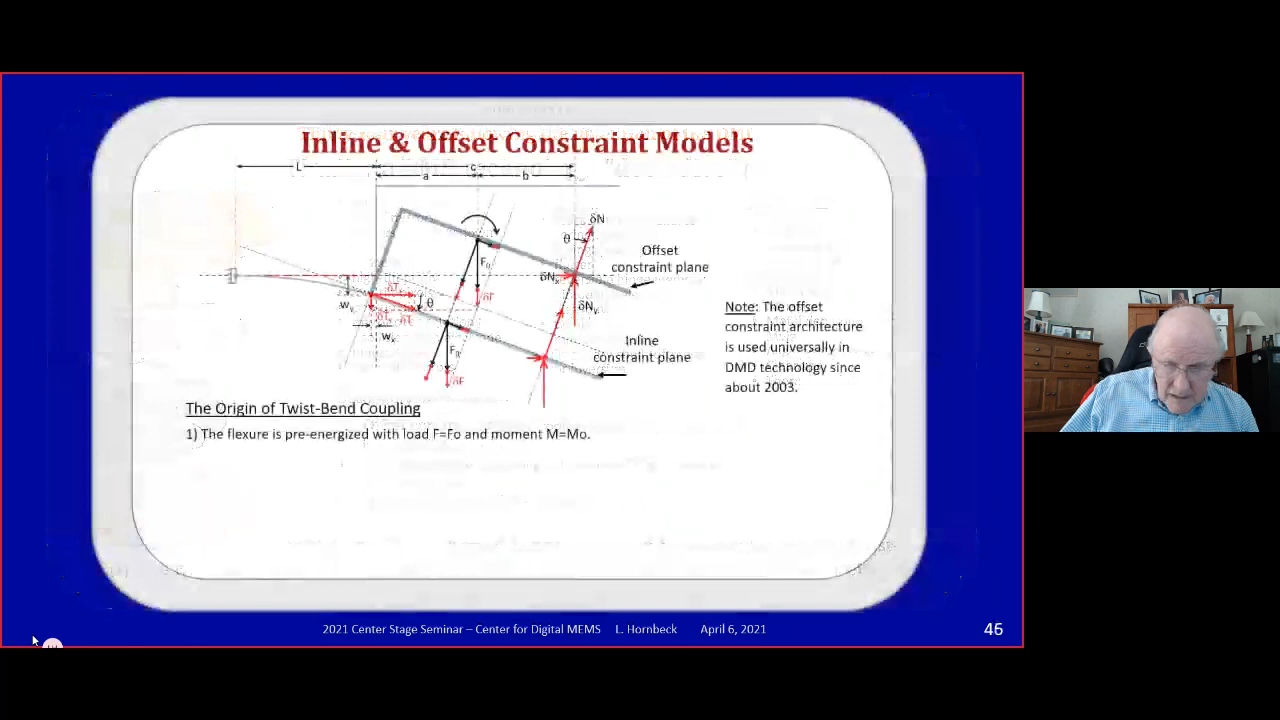 Inline & Offset Constraint Models
L
c
a
b
δN
θ
Offset
constraint plane
δNᵥ
θ
Inline
constraint plane
Note: The offset
constraint architecture
is used universally in
DMD technology since
about 2003.
The Origin of Twist-Bend Coupling
1) The flexure is pre-energized with load F=Fo and moment M=Mo.
2021 Center Stage Seminar – Center for Digital MEMS L. Hornbeck April 6, 2021
46